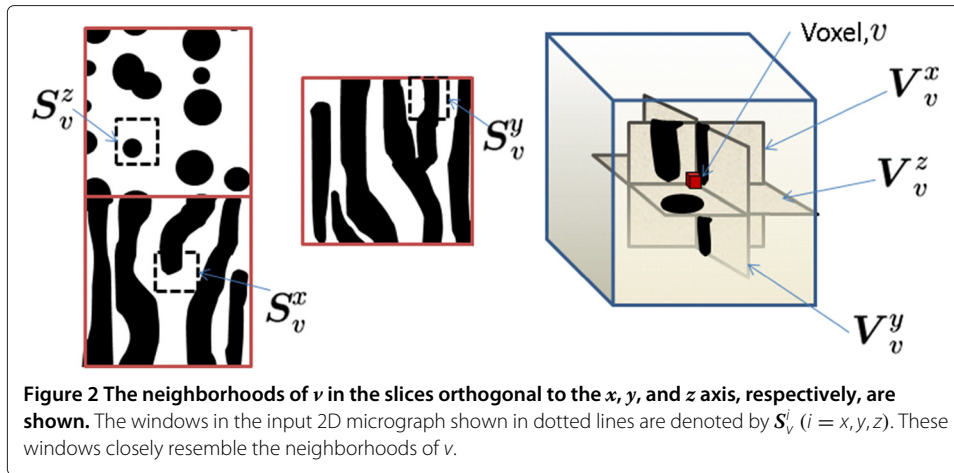 Voxel, v
S_v^z
S_v^y
V_v^x
V_v^z
S_v^x
V_v^y
Figure 2 The neighborhoods of v in the slices orthogonal to the x, y, and z axis, respectively, are
shown. The windows in the input 2D micrograph shown in dotted lines are denoted by S_v^i (i = x, y, z). These
windows closely resemble the neighborhoods of v.